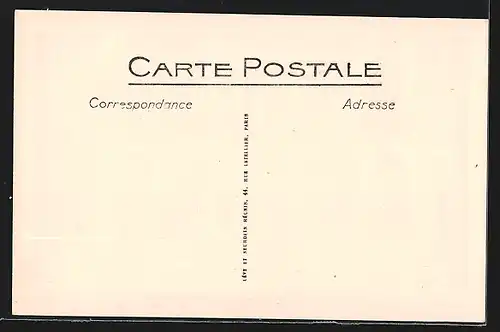 CARTE POSTALE
Correspondance
Adresse
LÉVY ET NEURDEIN RÉUNIS, 44, RUE LETELLIER, PARIS